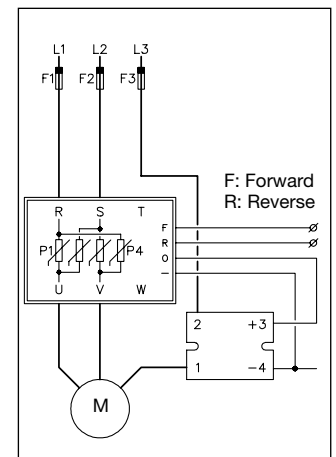 L1 L2 L3
F1 F2 F3
F: Forward
R: Reverse
R S T
F
R
P1 P4
O
–
U V W
2 +3
1 −4
M